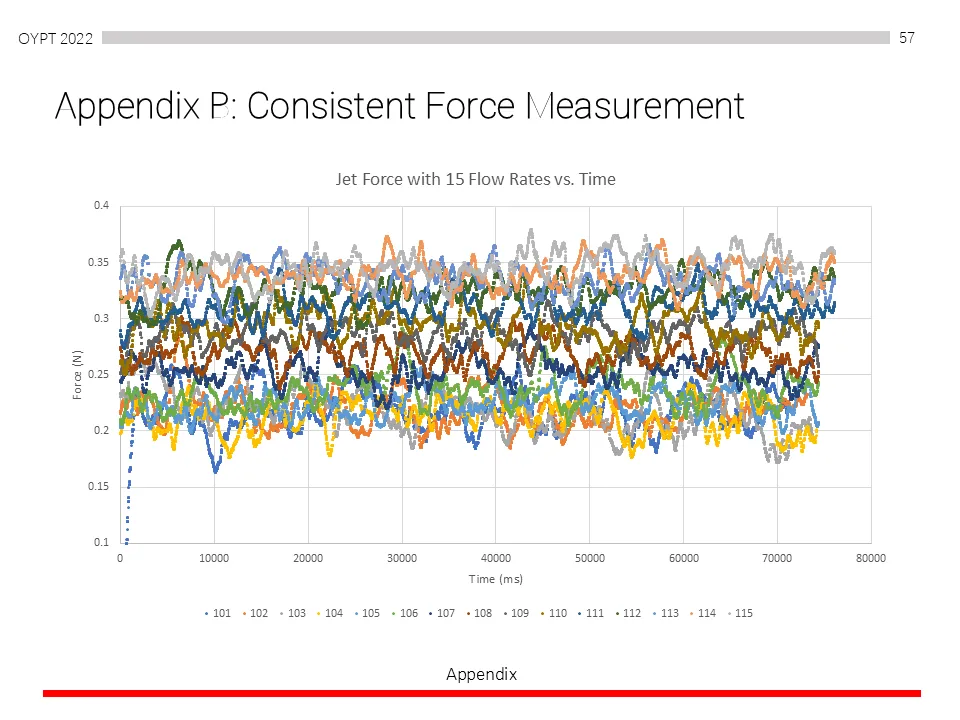 OYPT 2022
57
Appendix B: Consistent Force Measurement
Jet Force with 15 Flow Rates vs. Time
0.4
0.35
0.3
0.25
0.2
0.15
0.1
Force (N)
0 10000 20000 30000 40000 50000 60000 70000 80000
Time (ms)
101 102 103 104 105 106 107 108 109 110 111 112 113 114 115
Appendix